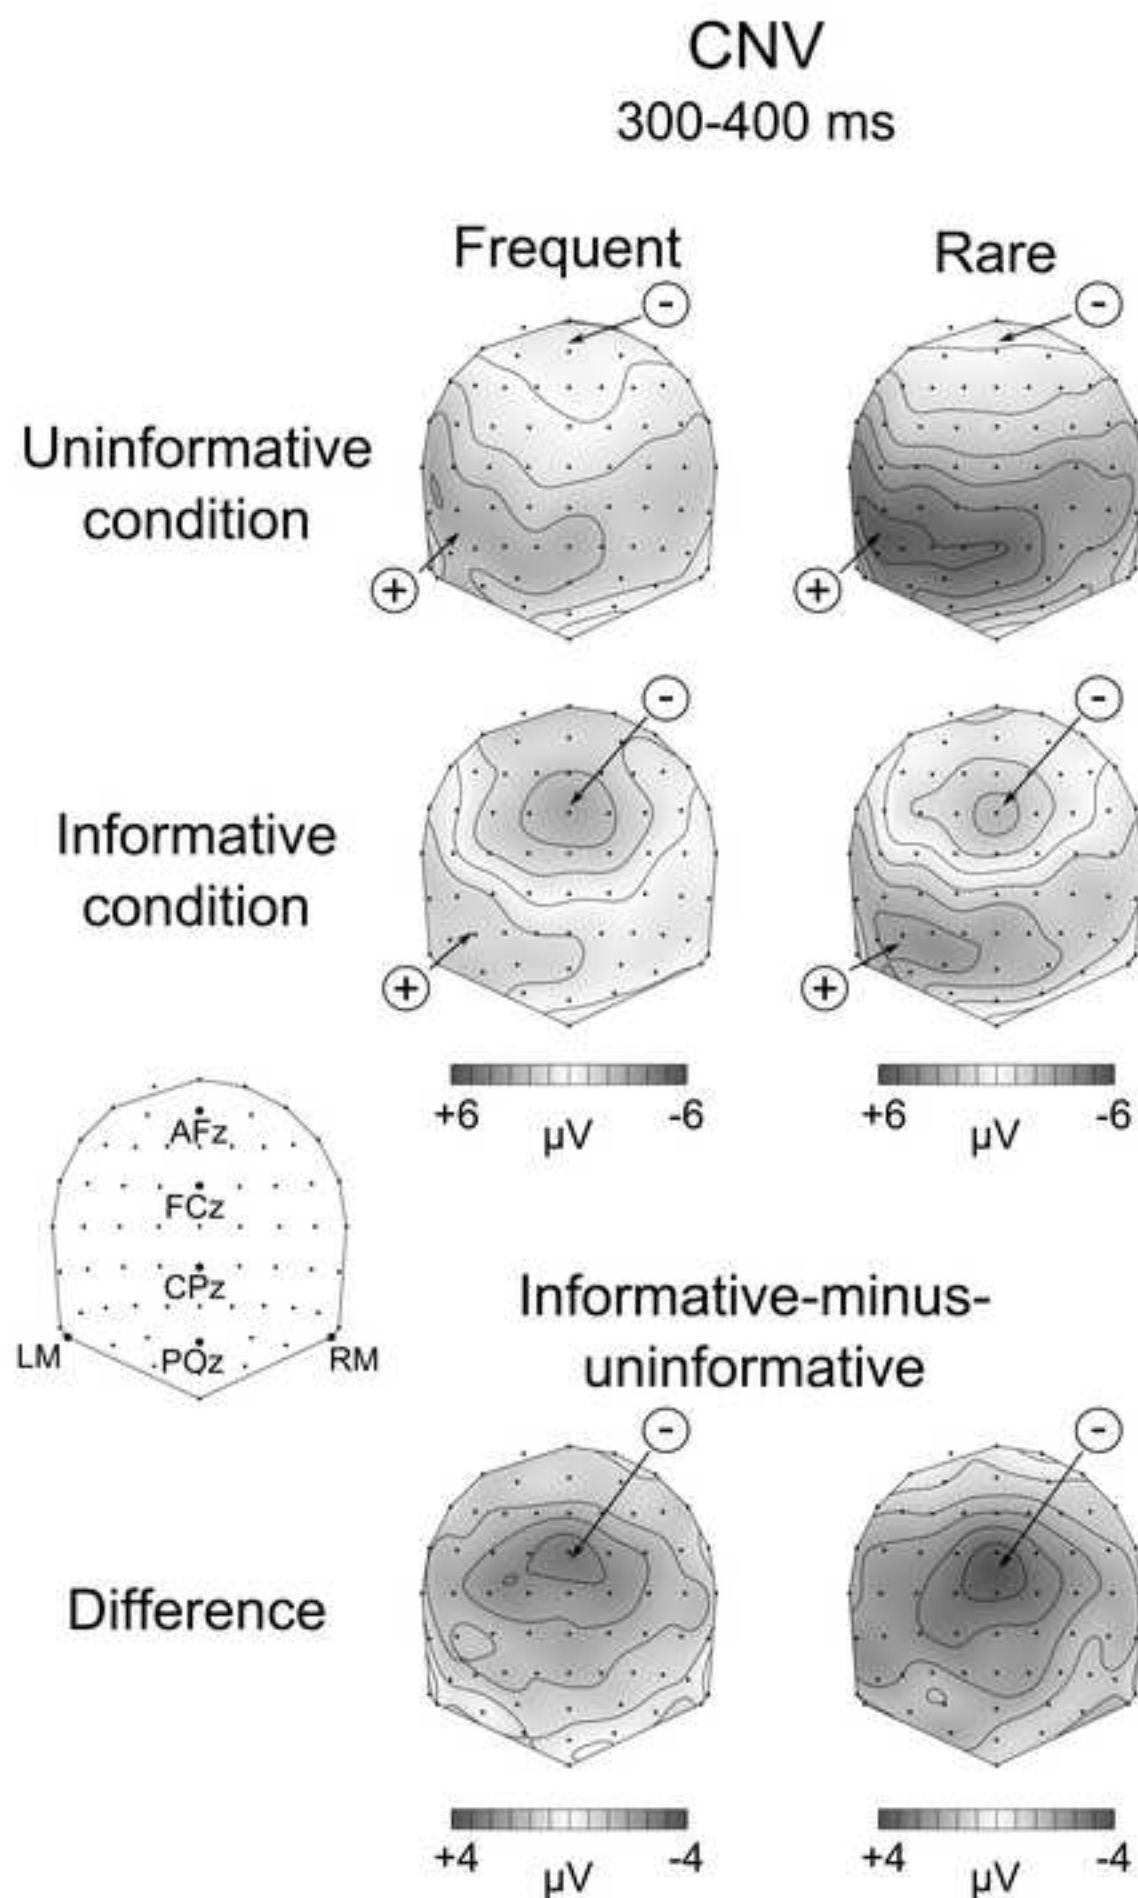 CNV
300-400 ms
Frequent
Rare
-
-
Uninformative
condition
+
+
-
-
Informative
condition
+
+
+6
-6
+6
-6
µV
µV
AFz
FCz
CPz
LM
POz
RM
Informative-minus-
uninformative
-
-
Difference
+4
-4
+4
-4
µV
µV